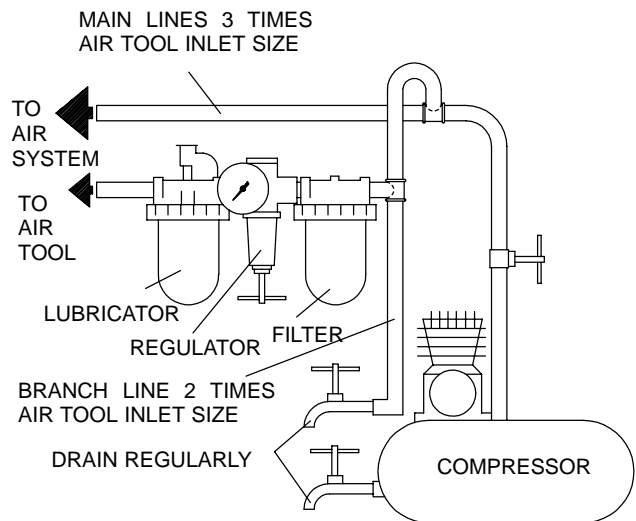 MAIN LINES 3 TIMES
AIR TOOL INLET SIZE
TO
AIR
SYSTEM
TO
AIR
TOOL
LUBRICATOR
REGULATOR
FILTER
BRANCH LINE 2 TIMES
AIR TOOL INLET SIZE
DRAIN REGULARLY
COMPRESSOR